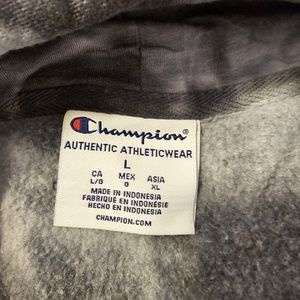 Champion
AUTHENTIC ATHLETICWEAR
L
CA MEX ASIA
L/G G XL
MADE IN INDONESIA
FABRIQUÉ EN INDONÉSIE
HECHO EN INDONESIA
CHAMPION.COM